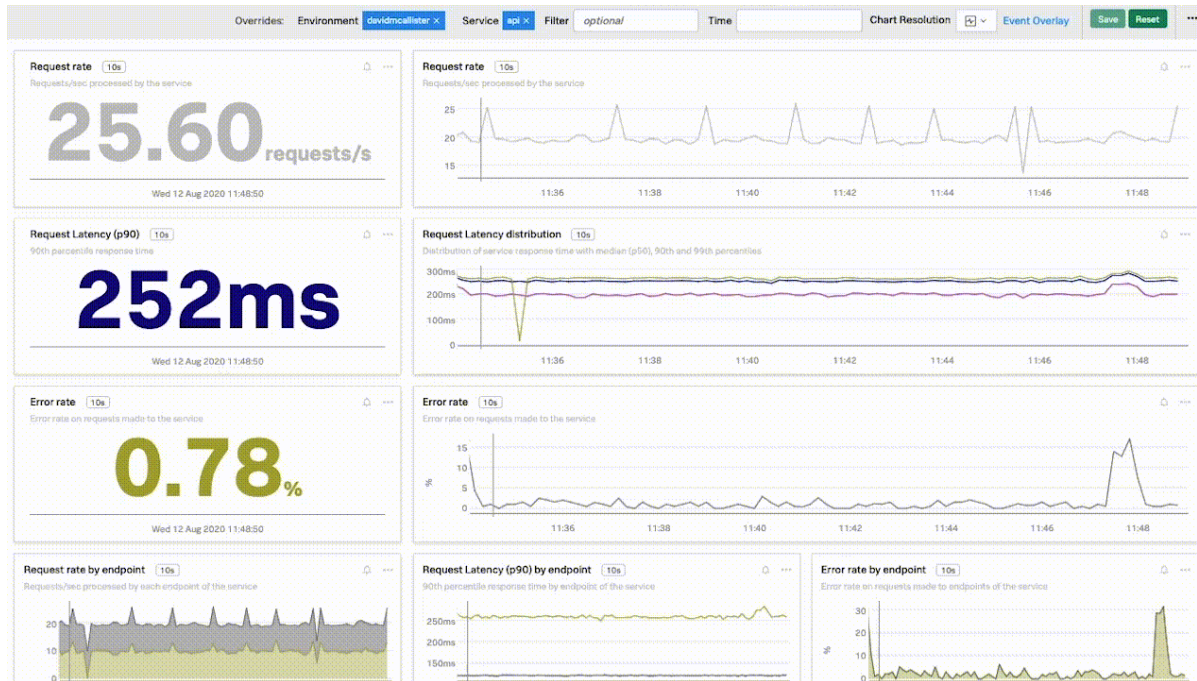 Overrides: Environment davidmcallister × Service api × Filter optional Time Chart Resolution Event Overlay Save Reset
Request rate 10s
Requests/sec processed by the service
25.60 requests/s
Wed 12 Aug 2020 11:48:50
Request rate 10s
Requests/sec processed by the service
25
20
15
11:36 11:38 11:40 11:42 11:44 11:46 11:48
Request Latency (p90) 10s
90th percentile response time
252ms
Wed 12 Aug 2020 11:48:50
Request Latency distribution 10s
Distribution of service response time with median (p50), 90th and 99th percentiles
300ms
200ms
100ms
0
11:36 11:38 11:40 11:42 11:44 11:46 11:48
Error rate 10s
Error rate on requests made to the service
0.78%
Wed 12 Aug 2020 11:48:50
Error rate 10s
Error rate on requests made to the service
%
15
10
5
0
11:36 11:38 11:40 11:42 11:44 11:46 11:48
Request rate by endpoint 10s
Requests/sec processed by each endpoint of the service
20
10
0
Request Latency (p90) by endpoint 10s
90th percentile response time by endpoint of the service
250ms
200ms
150ms
Error rate by endpoint 10s
Error rate on requests made to endpoints of the service
%
30
20
10
0